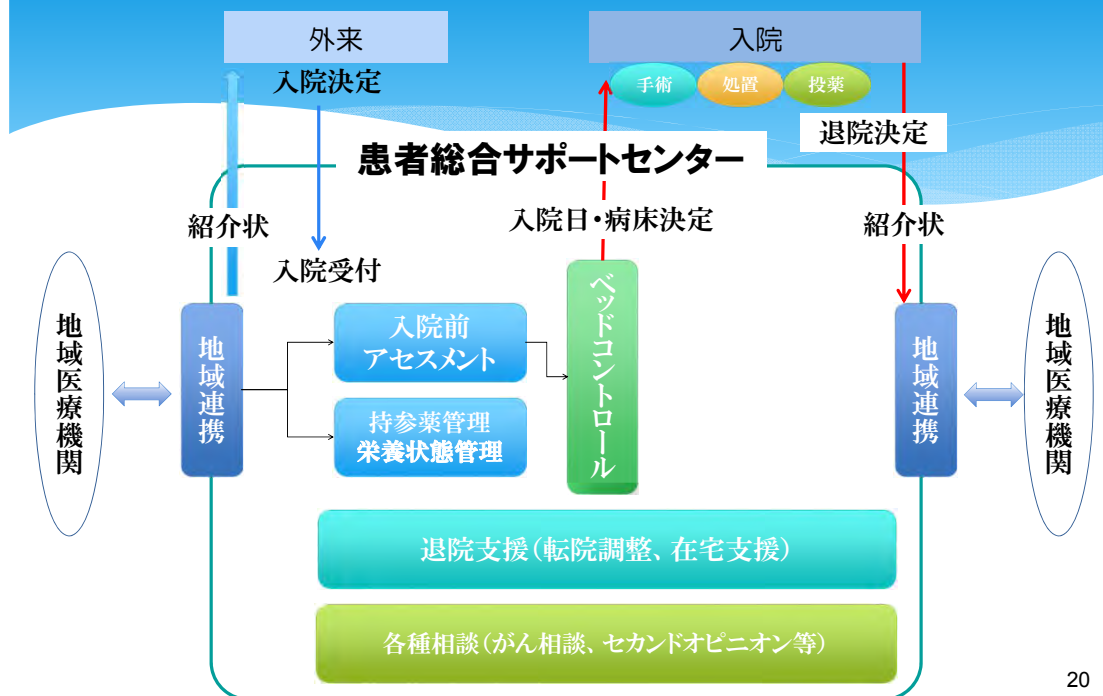 外来
入院
入院決定
手術
処置
投薬
退院決定
患者総合サポートセンター
紹介状
入院日・病床決定
紹介状
入院受付
地域医療機関
地域連携
入院前
アセスメント
持参薬管理
栄養状態管理
ベッドコントロール
地域連携
地域医療機関
退院支援(転院調整、在宅支援)
各種相談(がん相談、セカンドオピニオン等)
20